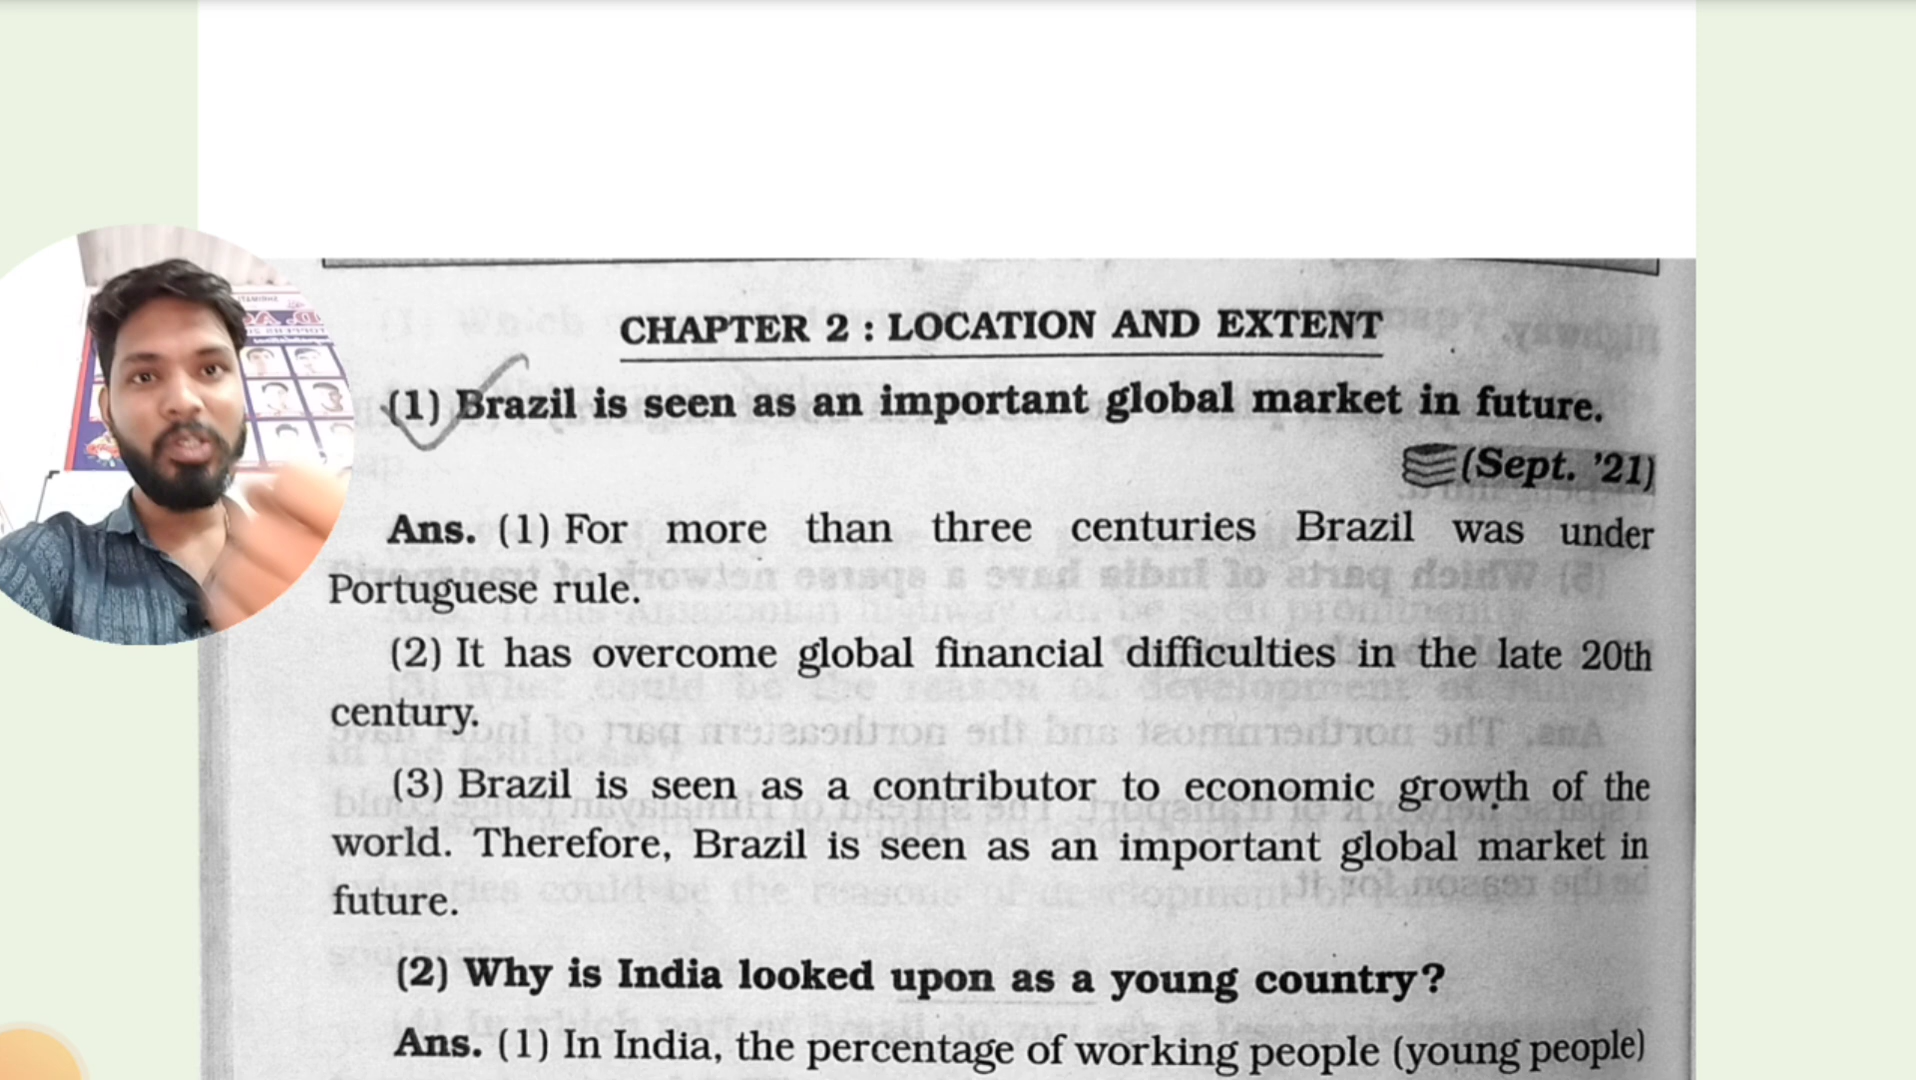 CHAPTER 2 : LOCATION AND EXTENT
(1) Brazil is seen as an important global market in future.
(Sept. '21)
Ans. (1) For more than three centuries Brazil was under
Portuguese rule.
(2) It has overcome global financial difficulties in the late 20th
century.
(3) Brazil is seen as a contributor to economic growth of the
world. Therefore, Brazil is seen as an important global market in
future.
(2) Why is India looked upon as a young country?
Ans. (1) In India, the percentage of working people (young people)